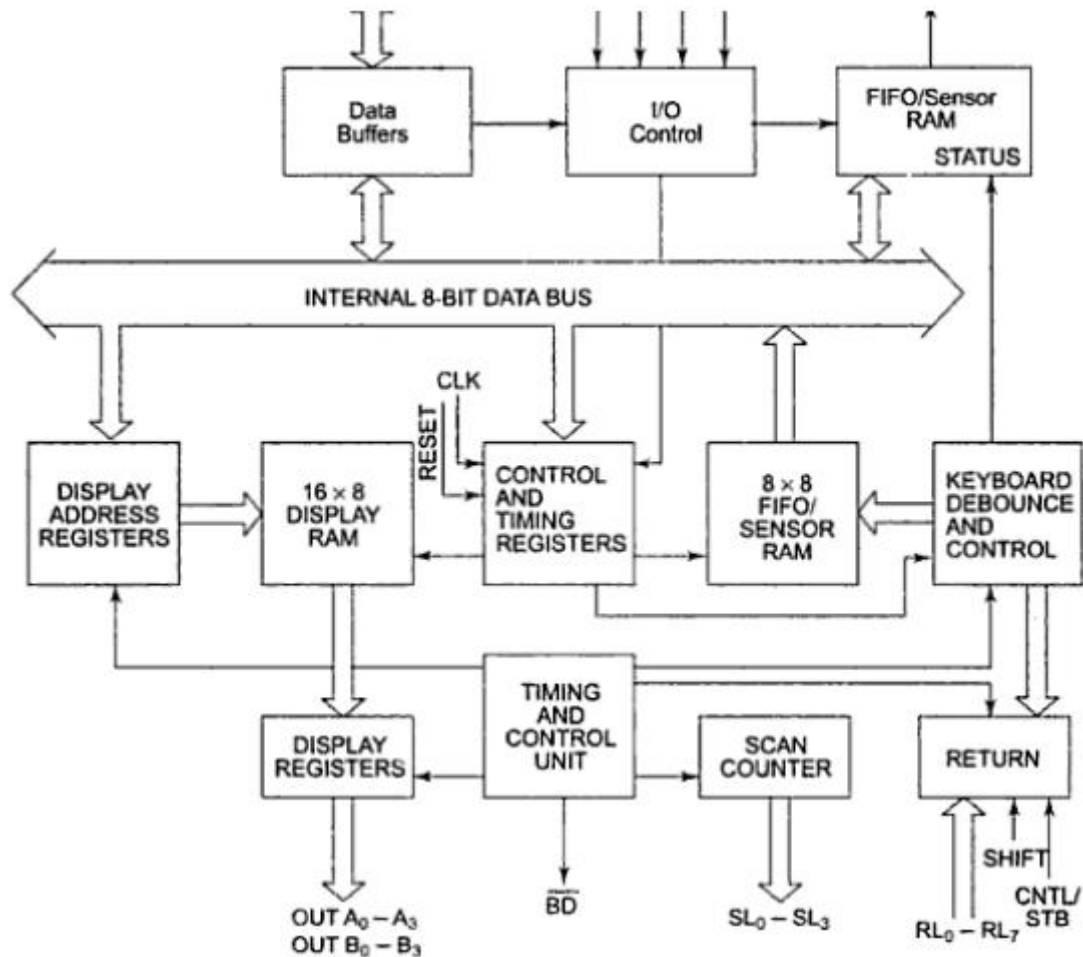 Data
Buffers
I/O
Control
FIFO/Sensor
RAM
STATUS
INTERNAL 8-BIT DATA BUS
CLK
RESET
DISPLAY
ADDRESS
REGISTERS
16 × 8
DISPLAY
RAM
CONTROL
AND
TIMING
REGISTERS
8 × 8
FIFO/
SENSOR
RAM
KEYBOARD
DEBOUNCE
AND
CONTROL
DISPLAY
REGISTERS
TIMING
AND
CONTROL
UNIT
SCAN
COUNTER
RETURN
SHIFT
CNTL/
STB
OUT A₀ – A₃
OUT B₀ – B₃
B̅D̅
SL₀ – SL₃
RL₀ – RL₇